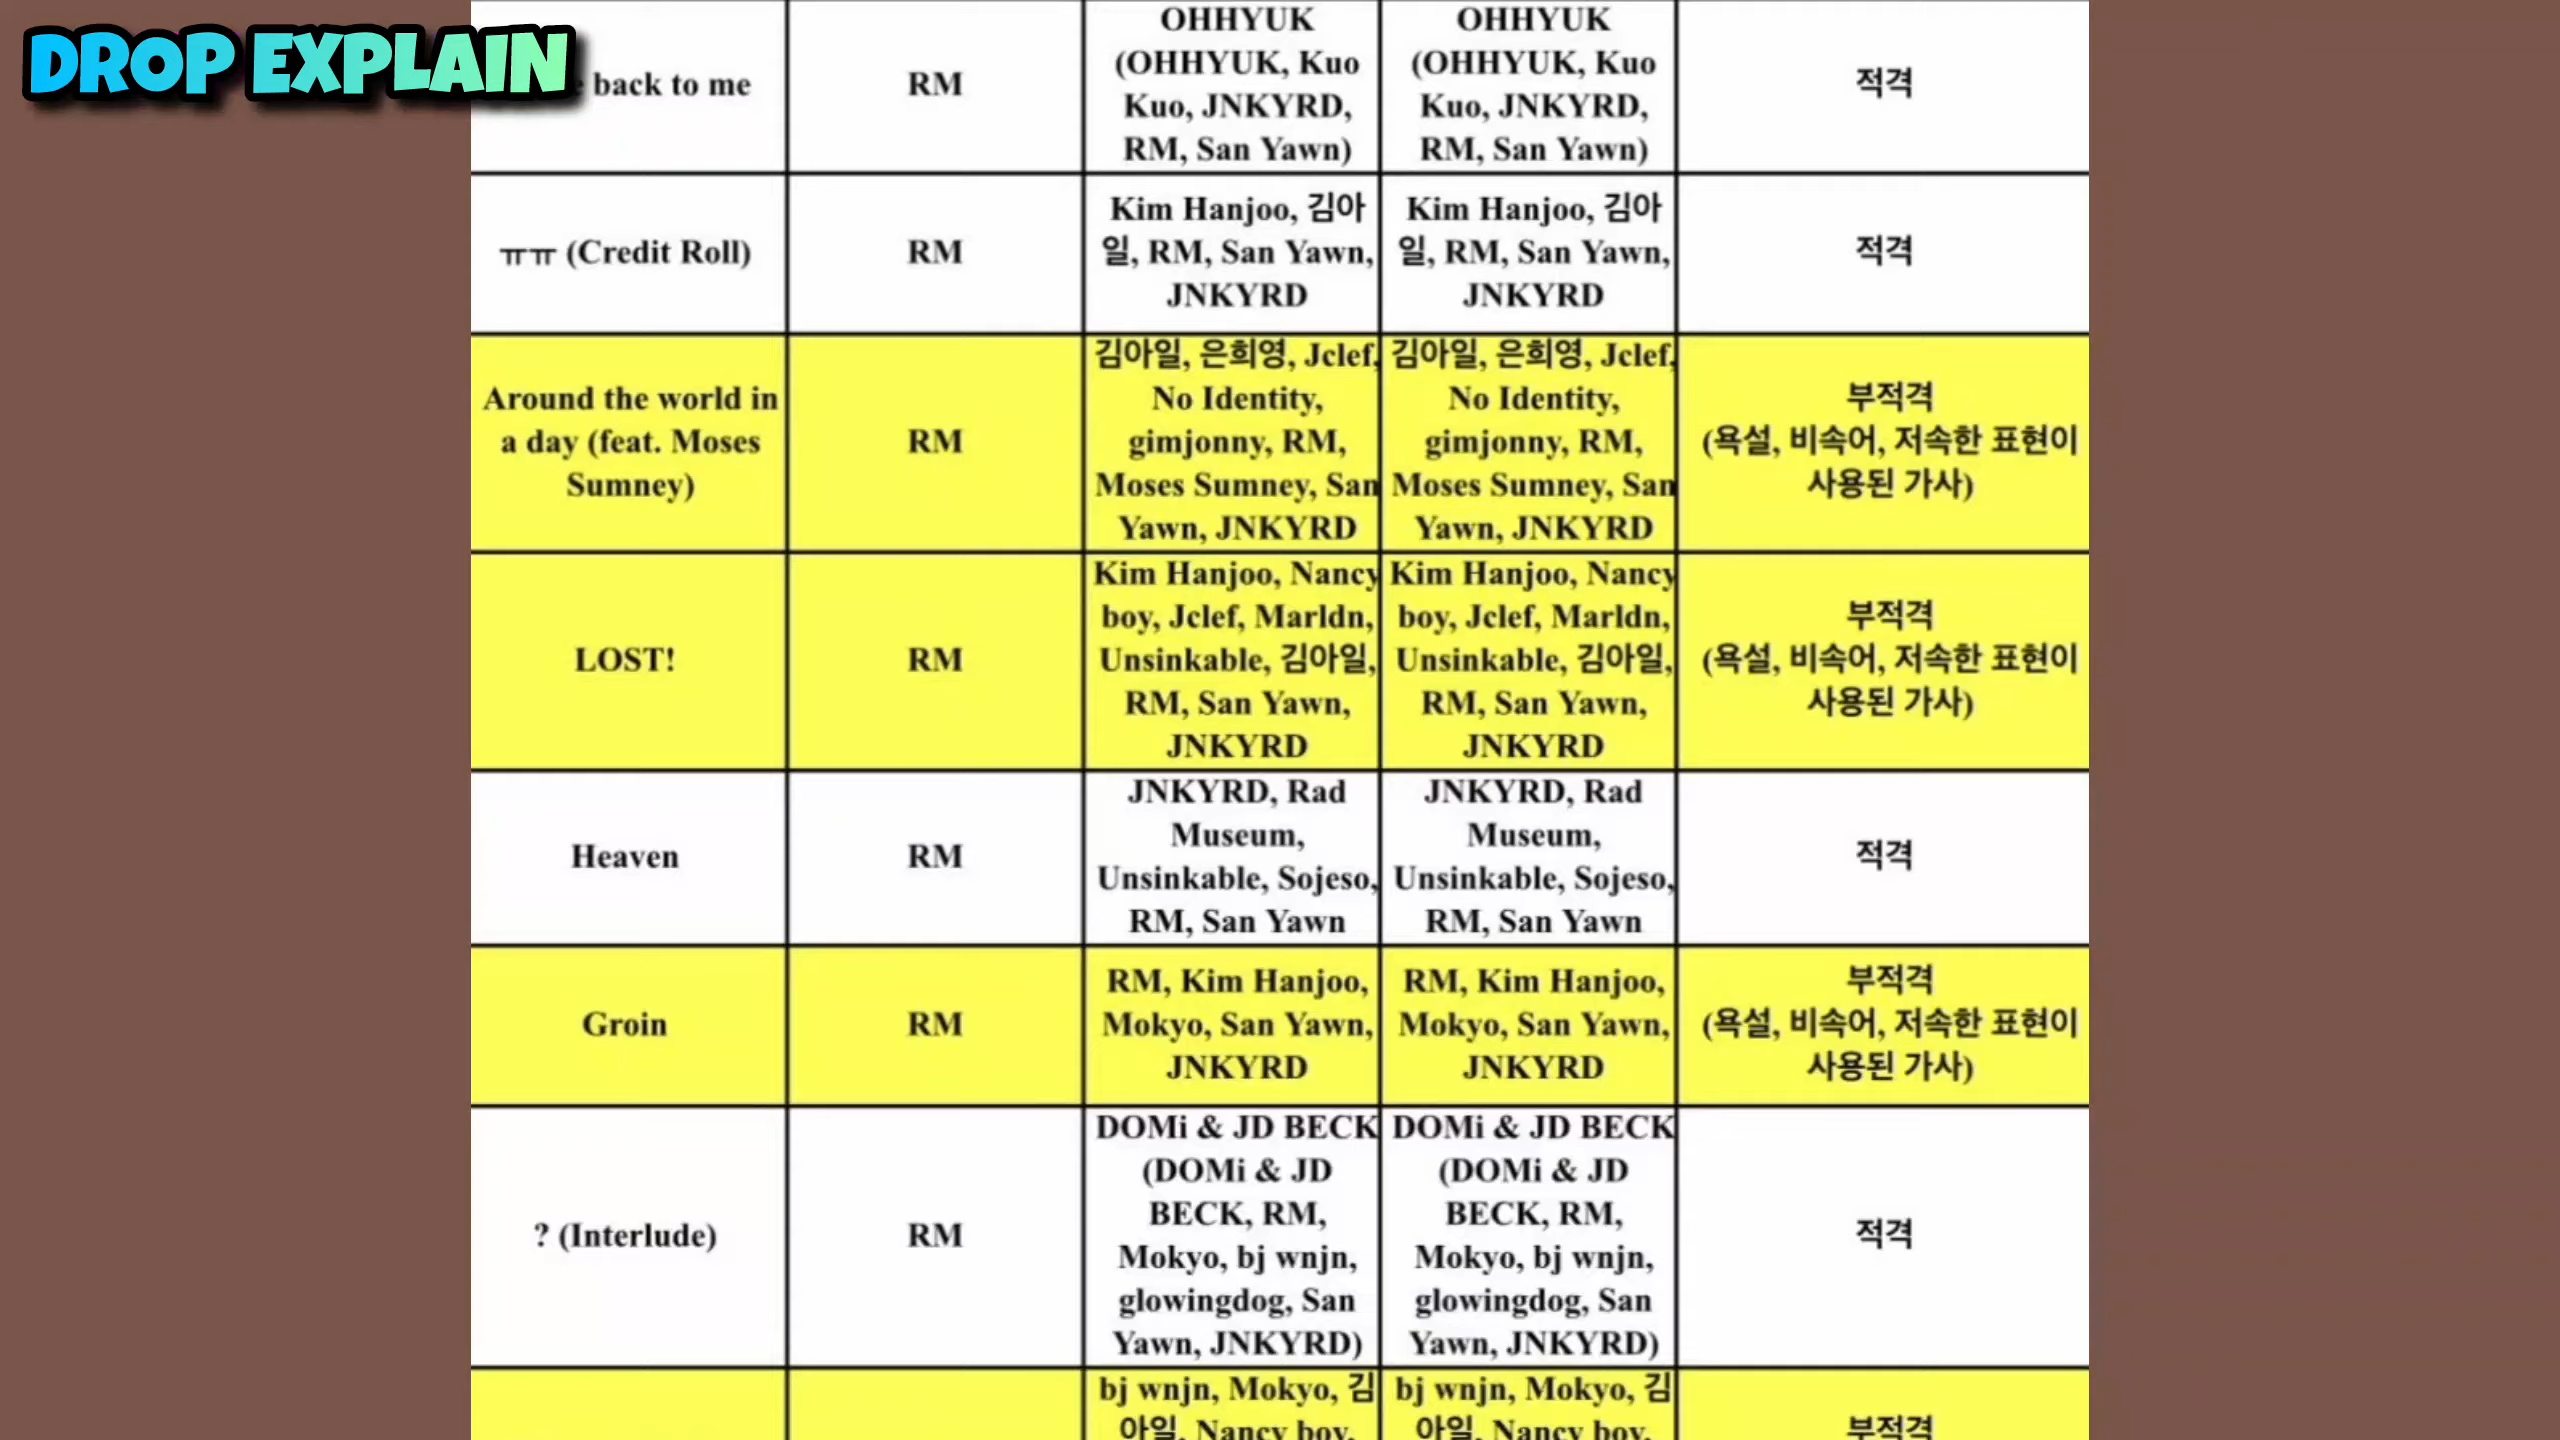 DROP EXPLAIN
back to me
RM
OHHYUK
(OHHYUK, Kuo
Kuo, JNKYRD,
RM, San Yawn)
OHHYUK
(OHHYUK, Kuo
Kuo, JNKYRD,
RM, San Yawn)
적격
ㅠㅠ (Credit Roll)
RM
Kim Hanjoo, 김아
일, RM, San Yawn,
JNKYRD
Kim Hanjoo, 김아
일, RM, San Yawn,
JNKYRD
적격
Around the world in
a day (feat. Moses
Sumney)
RM
김아일, 은희영, Jclef,
No Identity,
gimjonny, RM,
Moses Sumney, San
Yawn, JNKYRD
김아일, 은희영, Jclef,
No Identity,
gimjonny, RM,
Moses Sumney, San
Yawn, JNKYRD
부적격
(욕설, 비속어, 저속한 표현이
사용된 가사)
LOST!
RM
Kim Hanjoo, Nancy
boy, Jclef, Marldn,
Unsinkable, 김아일,
RM, San Yawn,
JNKYRD
Kim Hanjoo, Nancy
boy, Jclef, Marldn,
Unsinkable, 김아일,
RM, San Yawn,
JNKYRD
부적격
(욕설, 비속어, 저속한 표현이
사용된 가사)
Heaven
RM
JNKYRD, Rad
Museum,
Unsinkable, Sojeso,
RM, San Yawn
JNKYRD, Rad
Museum,
Unsinkable, Sojeso,
RM, San Yawn
적격
Groin
RM
RM, Kim Hanjoo,
Mokyo, San Yawn,
JNKYRD
RM, Kim Hanjoo,
Mokyo, San Yawn,
JNKYRD
부적격
(욕설, 비속어, 저속한 표현이
사용된 가사)
? (Interlude)
RM
DOMi & JD BECK
(DOMi & JD
BECK, RM,
Mokyo, bj wnjn,
glowingdog, San
Yawn, JNKYRD)
DOMi & JD BECK
(DOMi & JD
BECK, RM,
Mokyo, bj wnjn,
glowingdog, San
Yawn, JNKYRD)
적격
bj wnjn, Mokyo, 김
아일, Nancy boy,
bj wnjn, Mokyo, 김
아일, Nancy boy,
부적격